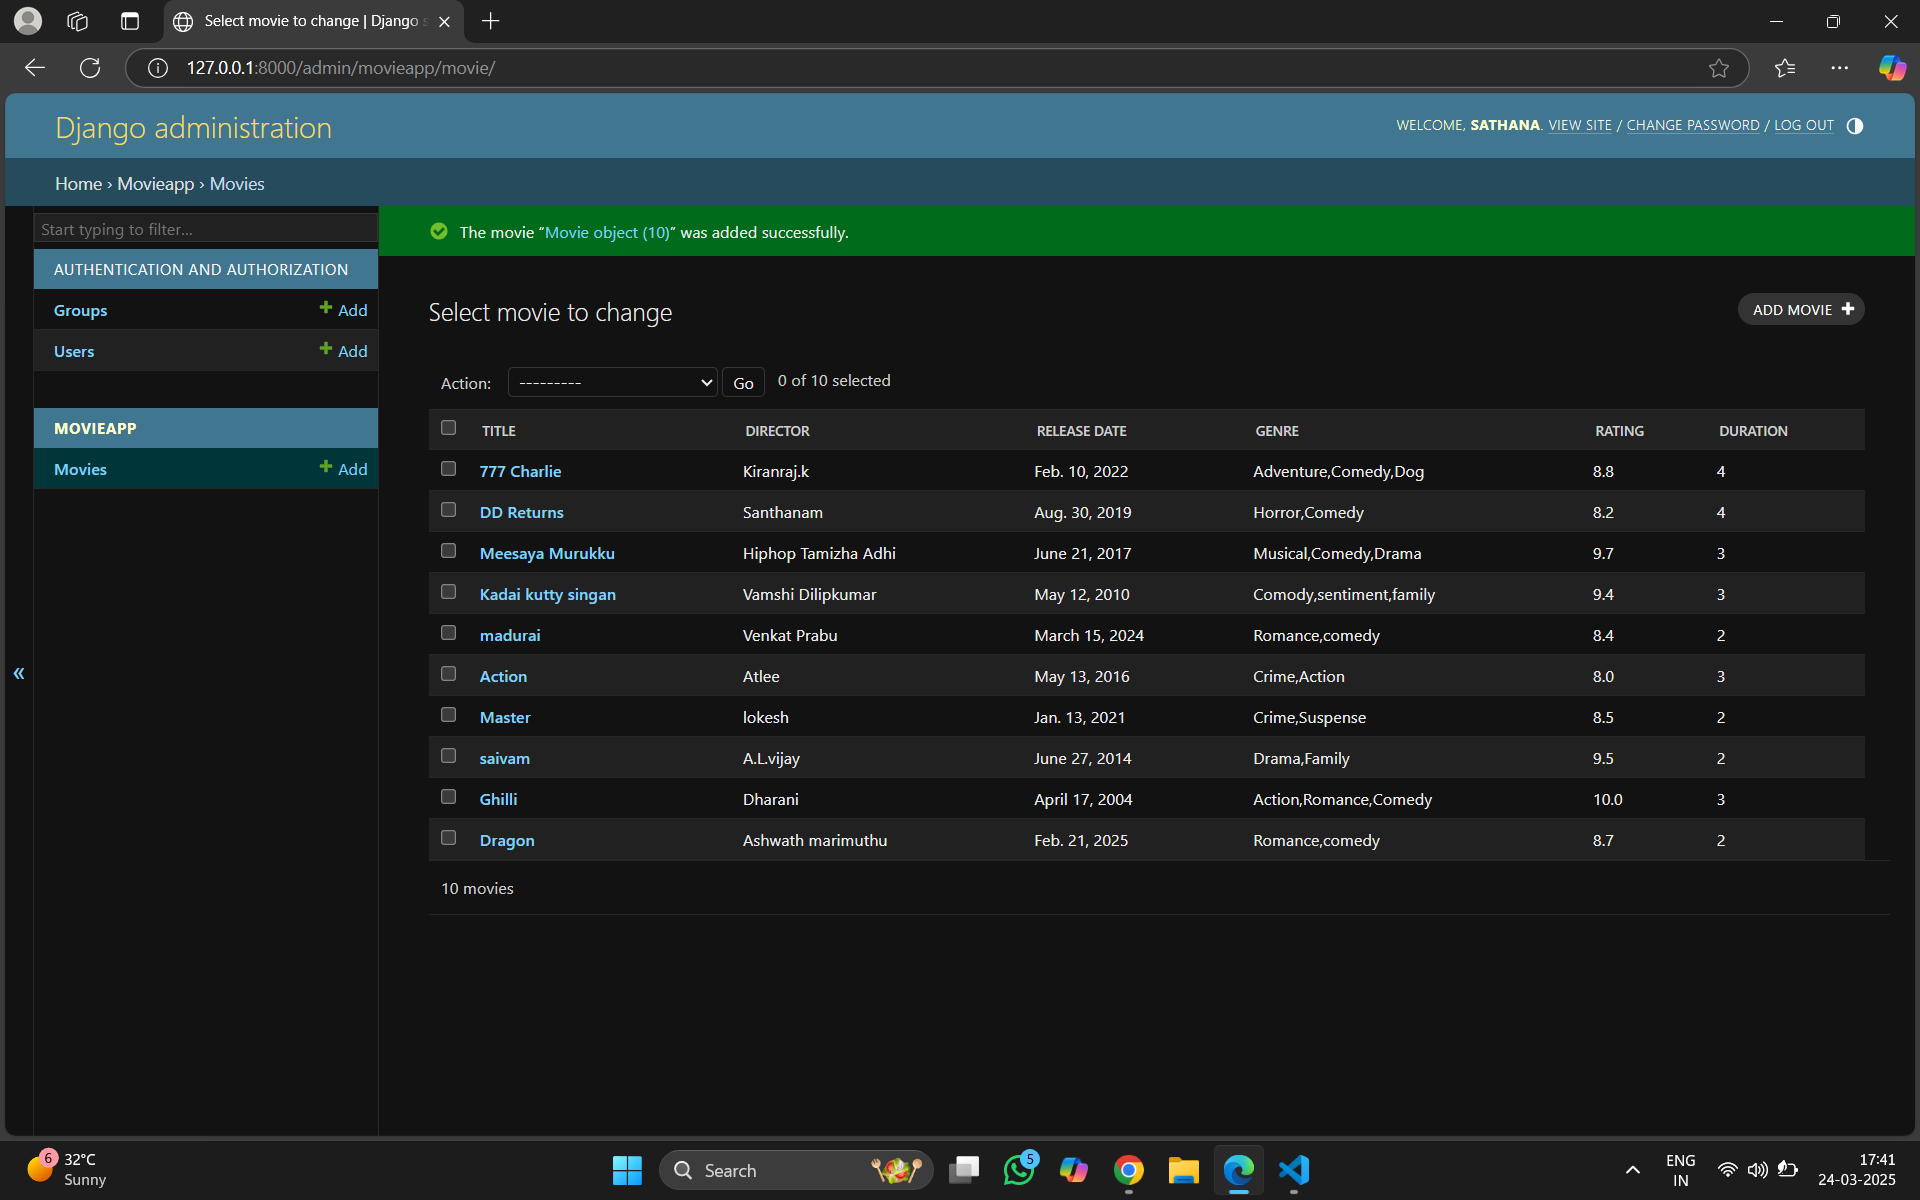 Select movie to change | Django s
127.0.0.1:8000/admin/movieapp/movie/
Django administration
WELCOME, SATHANA. VIEW SITE / CHANGE PASSWORD / LOG OUT
Home › Movieapp › Movies
Start typing to filter...
The movie “Movie object (10)” was added successfully.
AUTHENTICATION AND AUTHORIZATION
Groups Add
Users Add
MOVIEAPP
Movies Add
«
Select movie to change
ADD MOVIE
Action: --------- Go 0 of 10 selected
TITLE DIRECTOR RELEASE DATE GENRE RATING DURATION
777 Charlie Kiranraj.k Feb. 10, 2022 Adventure,Comedy,Dog 8.8 4
DD Returns Santhanam Aug. 30, 2019 Horror,Comedy 8.2 4
Meesaya Murukku Hiphop Tamizha Adhi June 21, 2017 Musical,Comedy,Drama 9.7 3
Kadai kutty singan Vamshi Dilipkumar May 12, 2010 Comody,sentiment,family 9.4 3
madurai Venkat Prabu March 15, 2024 Romance,comedy 8.4 2
Action Atlee May 13, 2016 Crime,Action 8.0 3
Master lokesh Jan. 13, 2021 Crime,Suspense 8.5 2
saivam A.L.vijay June 27, 2014 Drama,Family 9.5 2
Ghilli Dharani April 17, 2004 Action,Romance,Comedy 10.0 3
Dragon Ashwath marimuthu Feb. 21, 2025 Romance,comedy 8.7 2
10 movies
6 32°C
Sunny
Search
5
ENG
IN
17:41
24-03-2025